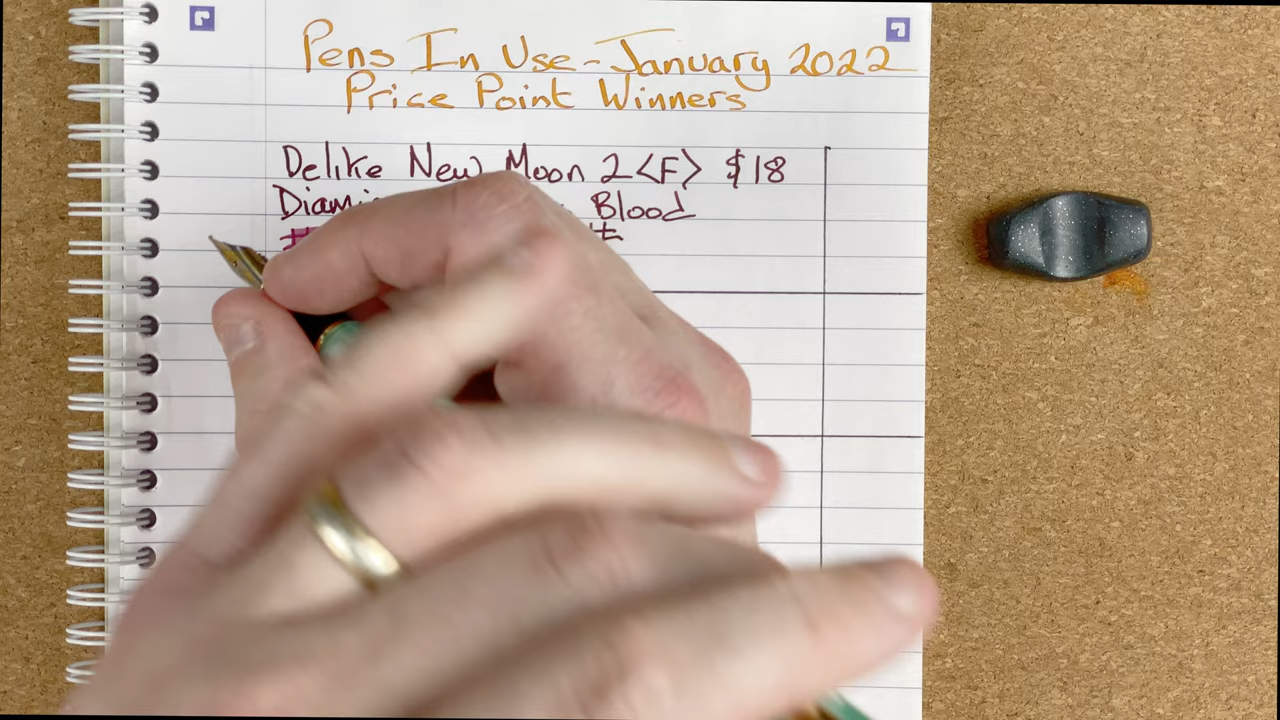 Pens In Use - January 2022
Price Point Winners
Delike New Moon 2 <F> $18
Blood